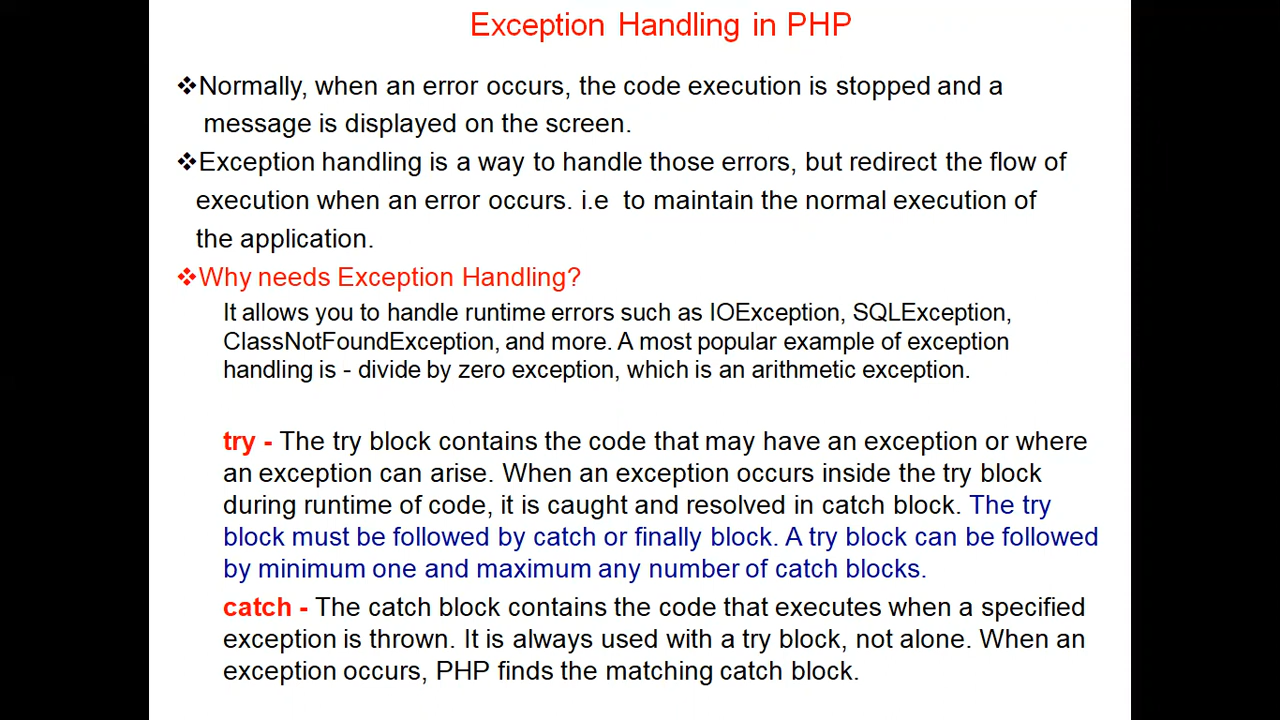 Exception Handling in PHP
❖Normally, when an error occurs, the code execution is stopped and a
message is displayed on the screen.
❖Exception handling is a way to handle those errors, but redirect the flow of
execution when an error occurs. i.e to maintain the normal execution of
the application.
❖Why needs Exception Handling?
It allows you to handle runtime errors such as IOException, SQLException,
ClassNotFoundException, and more. A most popular example of exception
handling is - divide by zero exception, which is an arithmetic exception.
try - The try block contains the code that may have an exception or where
an exception can arise. When an exception occurs inside the try block
during runtime of code, it is caught and resolved in catch block. The try
block must be followed by catch or finally block. A try block can be followed
by minimum one and maximum any number of catch blocks.
catch - The catch block contains the code that executes when a specified
exception is thrown. It is always used with a try block, not alone. When an
exception occurs, PHP finds the matching catch block.